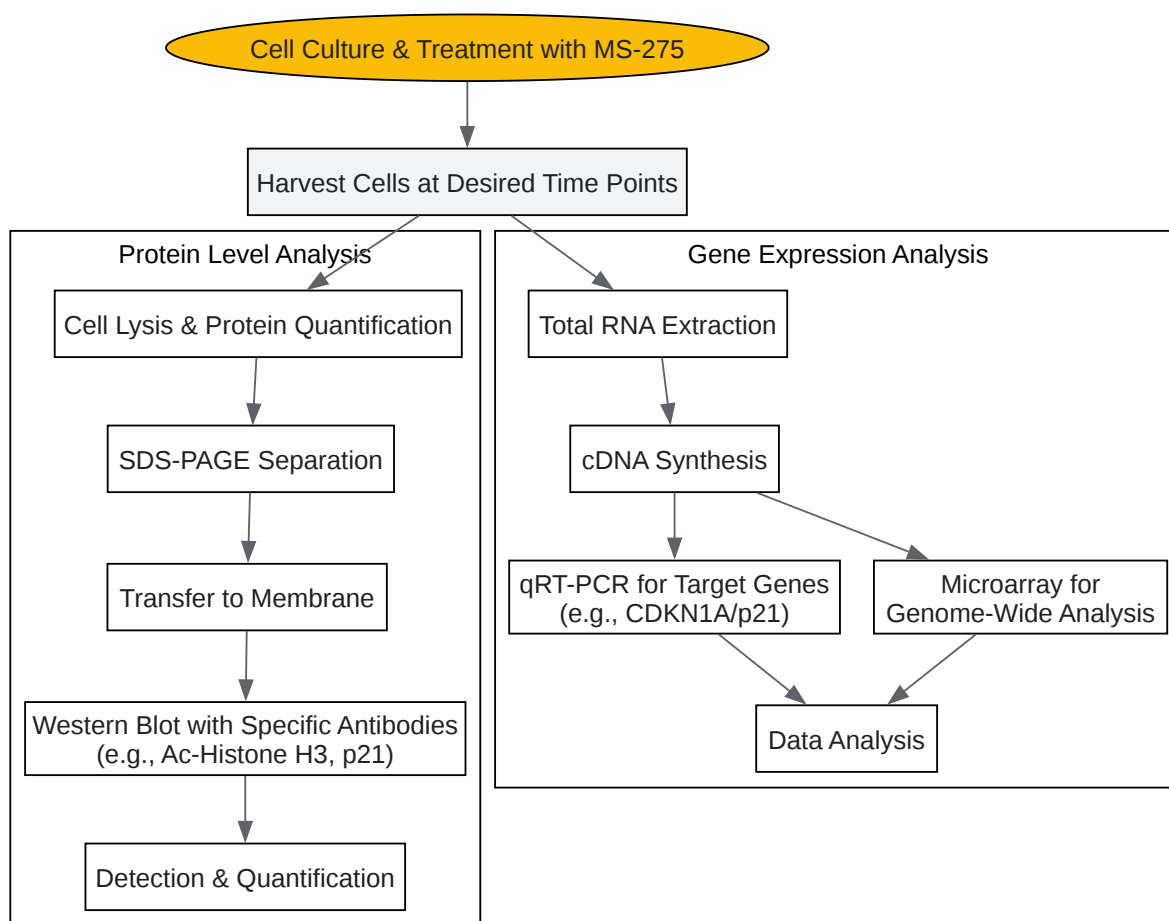 Cell Culture & Treatment with MS-275
Harvest Cells at Desired Time Points
Protein Level Analysis
Cell Lysis & Protein Quantification
SDS-PAGE Separation
Transfer to Membrane
Western Blot with Specific Antibodies
(e.g., Ac-Histone H3, p21)
Detection & Quantification
Gene Expression Analysis
Total RNA Extraction
cDNA Synthesis
qRT-PCR for Target Genes
(e.g., CDKN1A/p21)
Microarray for
Genome-Wide Analysis
Data Analysis